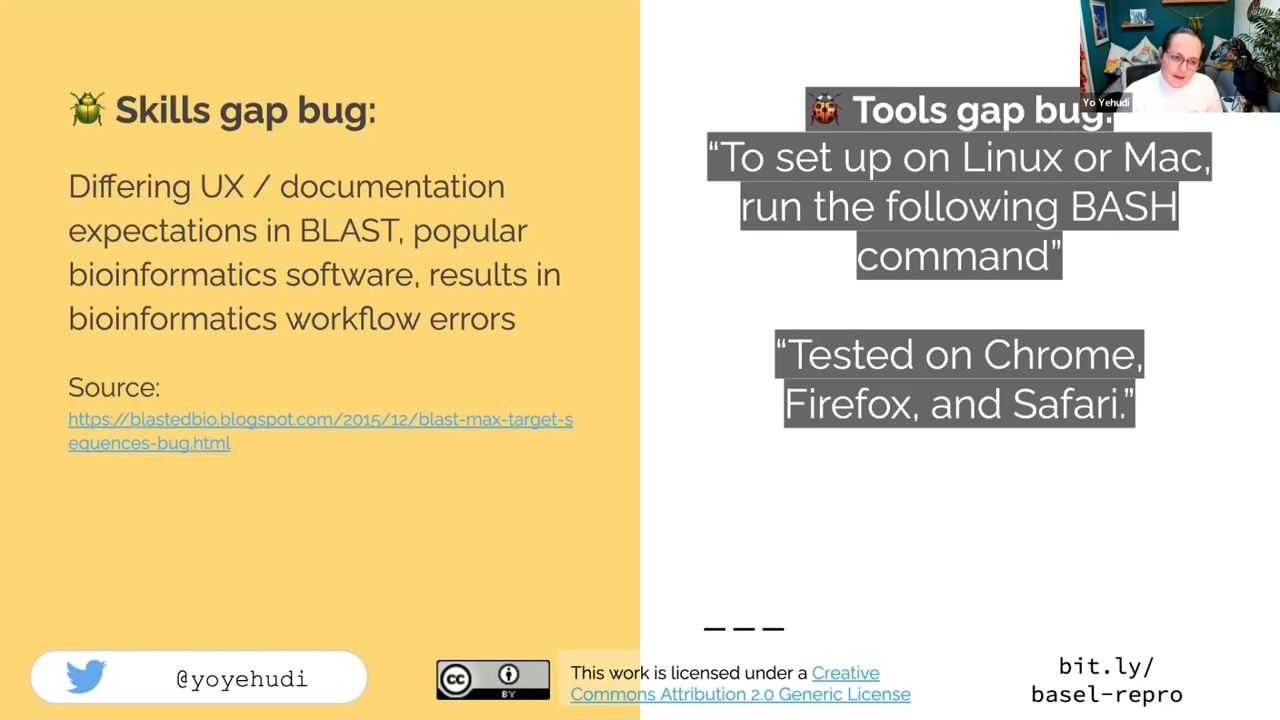 Skills gap bug:
Differing UX / documentation
expectations in BLAST, popular
bioinformatics software, results in
bioinformatics workflow errors
Source:
https://blastedbio.blogspot.com/2015/12/blast-max-target-s
equences-bug.html
Tools gap bug:
“To set up on Linux or Mac,
run the following BASH
command”
“Tested on Chrome,
Firefox, and Safari.”
Yo Yehudi
@yoyehudi
CC BY
This work is licensed under a Creative
Commons Attribution 2.0 Generic License
bit.ly/
basel-repro